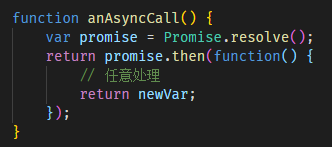 function anAsyncCall() {
    var promise = Promise.resolve();
    return promise.then(function() {
        // 任意处理
        return newVar;
    });
}